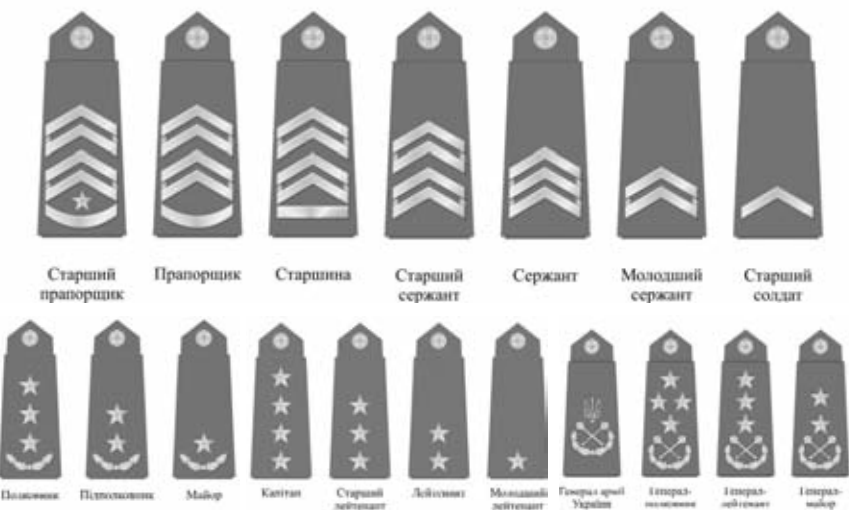 Старший
прапорщик
Прапорщик
Старшина
Старший
сержант
Сержант
Молодший
сержант
Старший
солдат
Полковник
Підполковник
Майор
Капітан
Старший
лейтенант
Лейтенант
Молодший
лейтенант
Генерал армії
України
Генерал-
полковник
Генерал-
лейтенант
Генерал-
майор